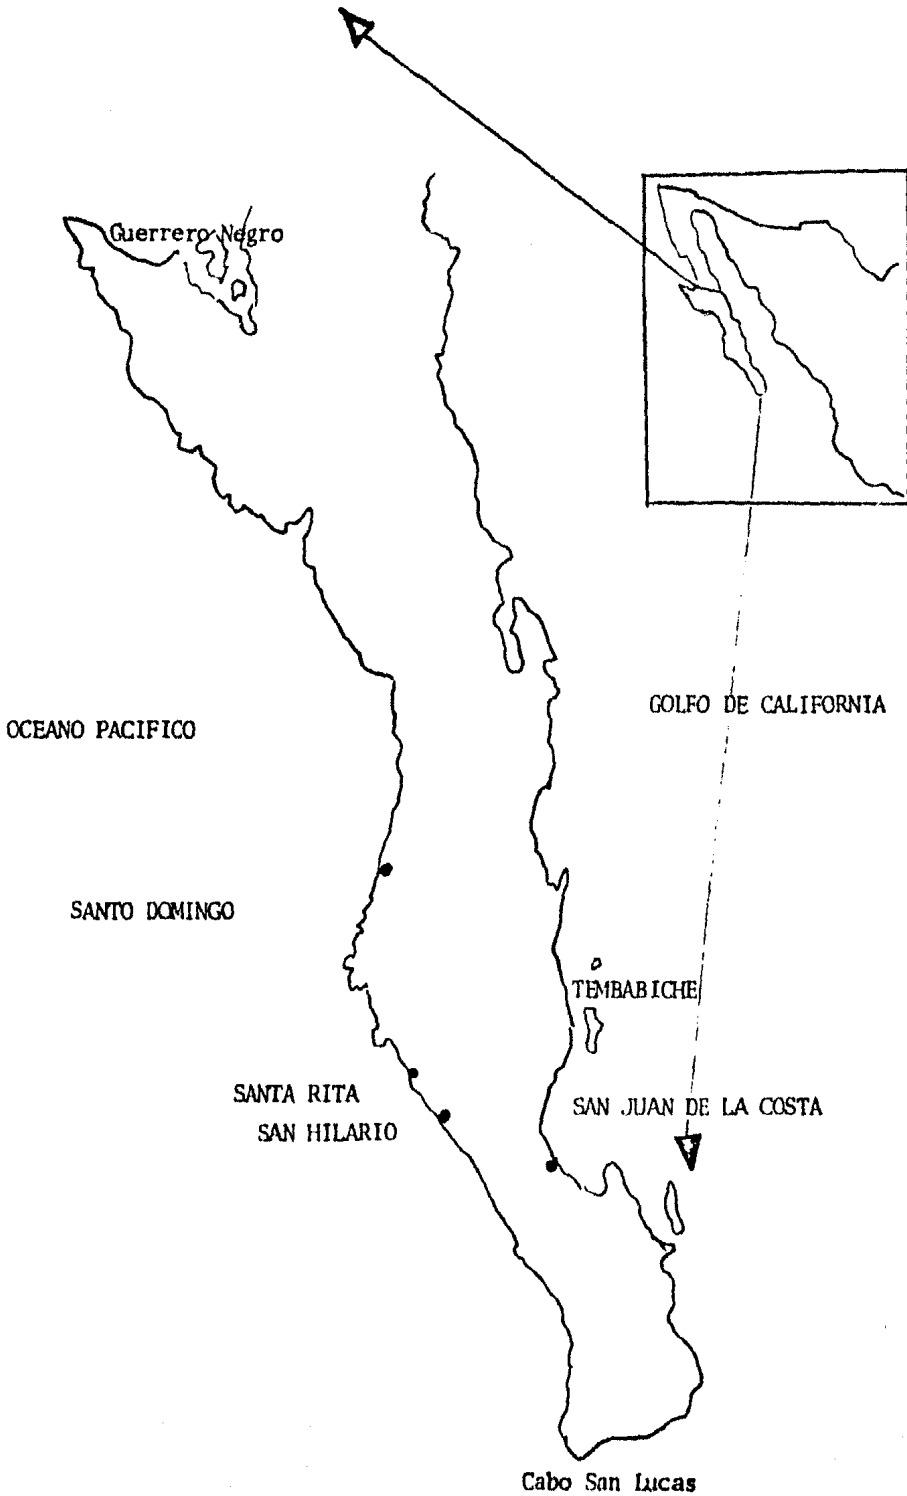 Guerrero Negro
GOLFO DE CALIFORNIA
OCEANO PACIFICO
SANTO DOMINGO
TEMBABICHE
SANTA RITA
SAN JUAN DE LA COSTA
SAN HILARIO
Cabo San Lucas